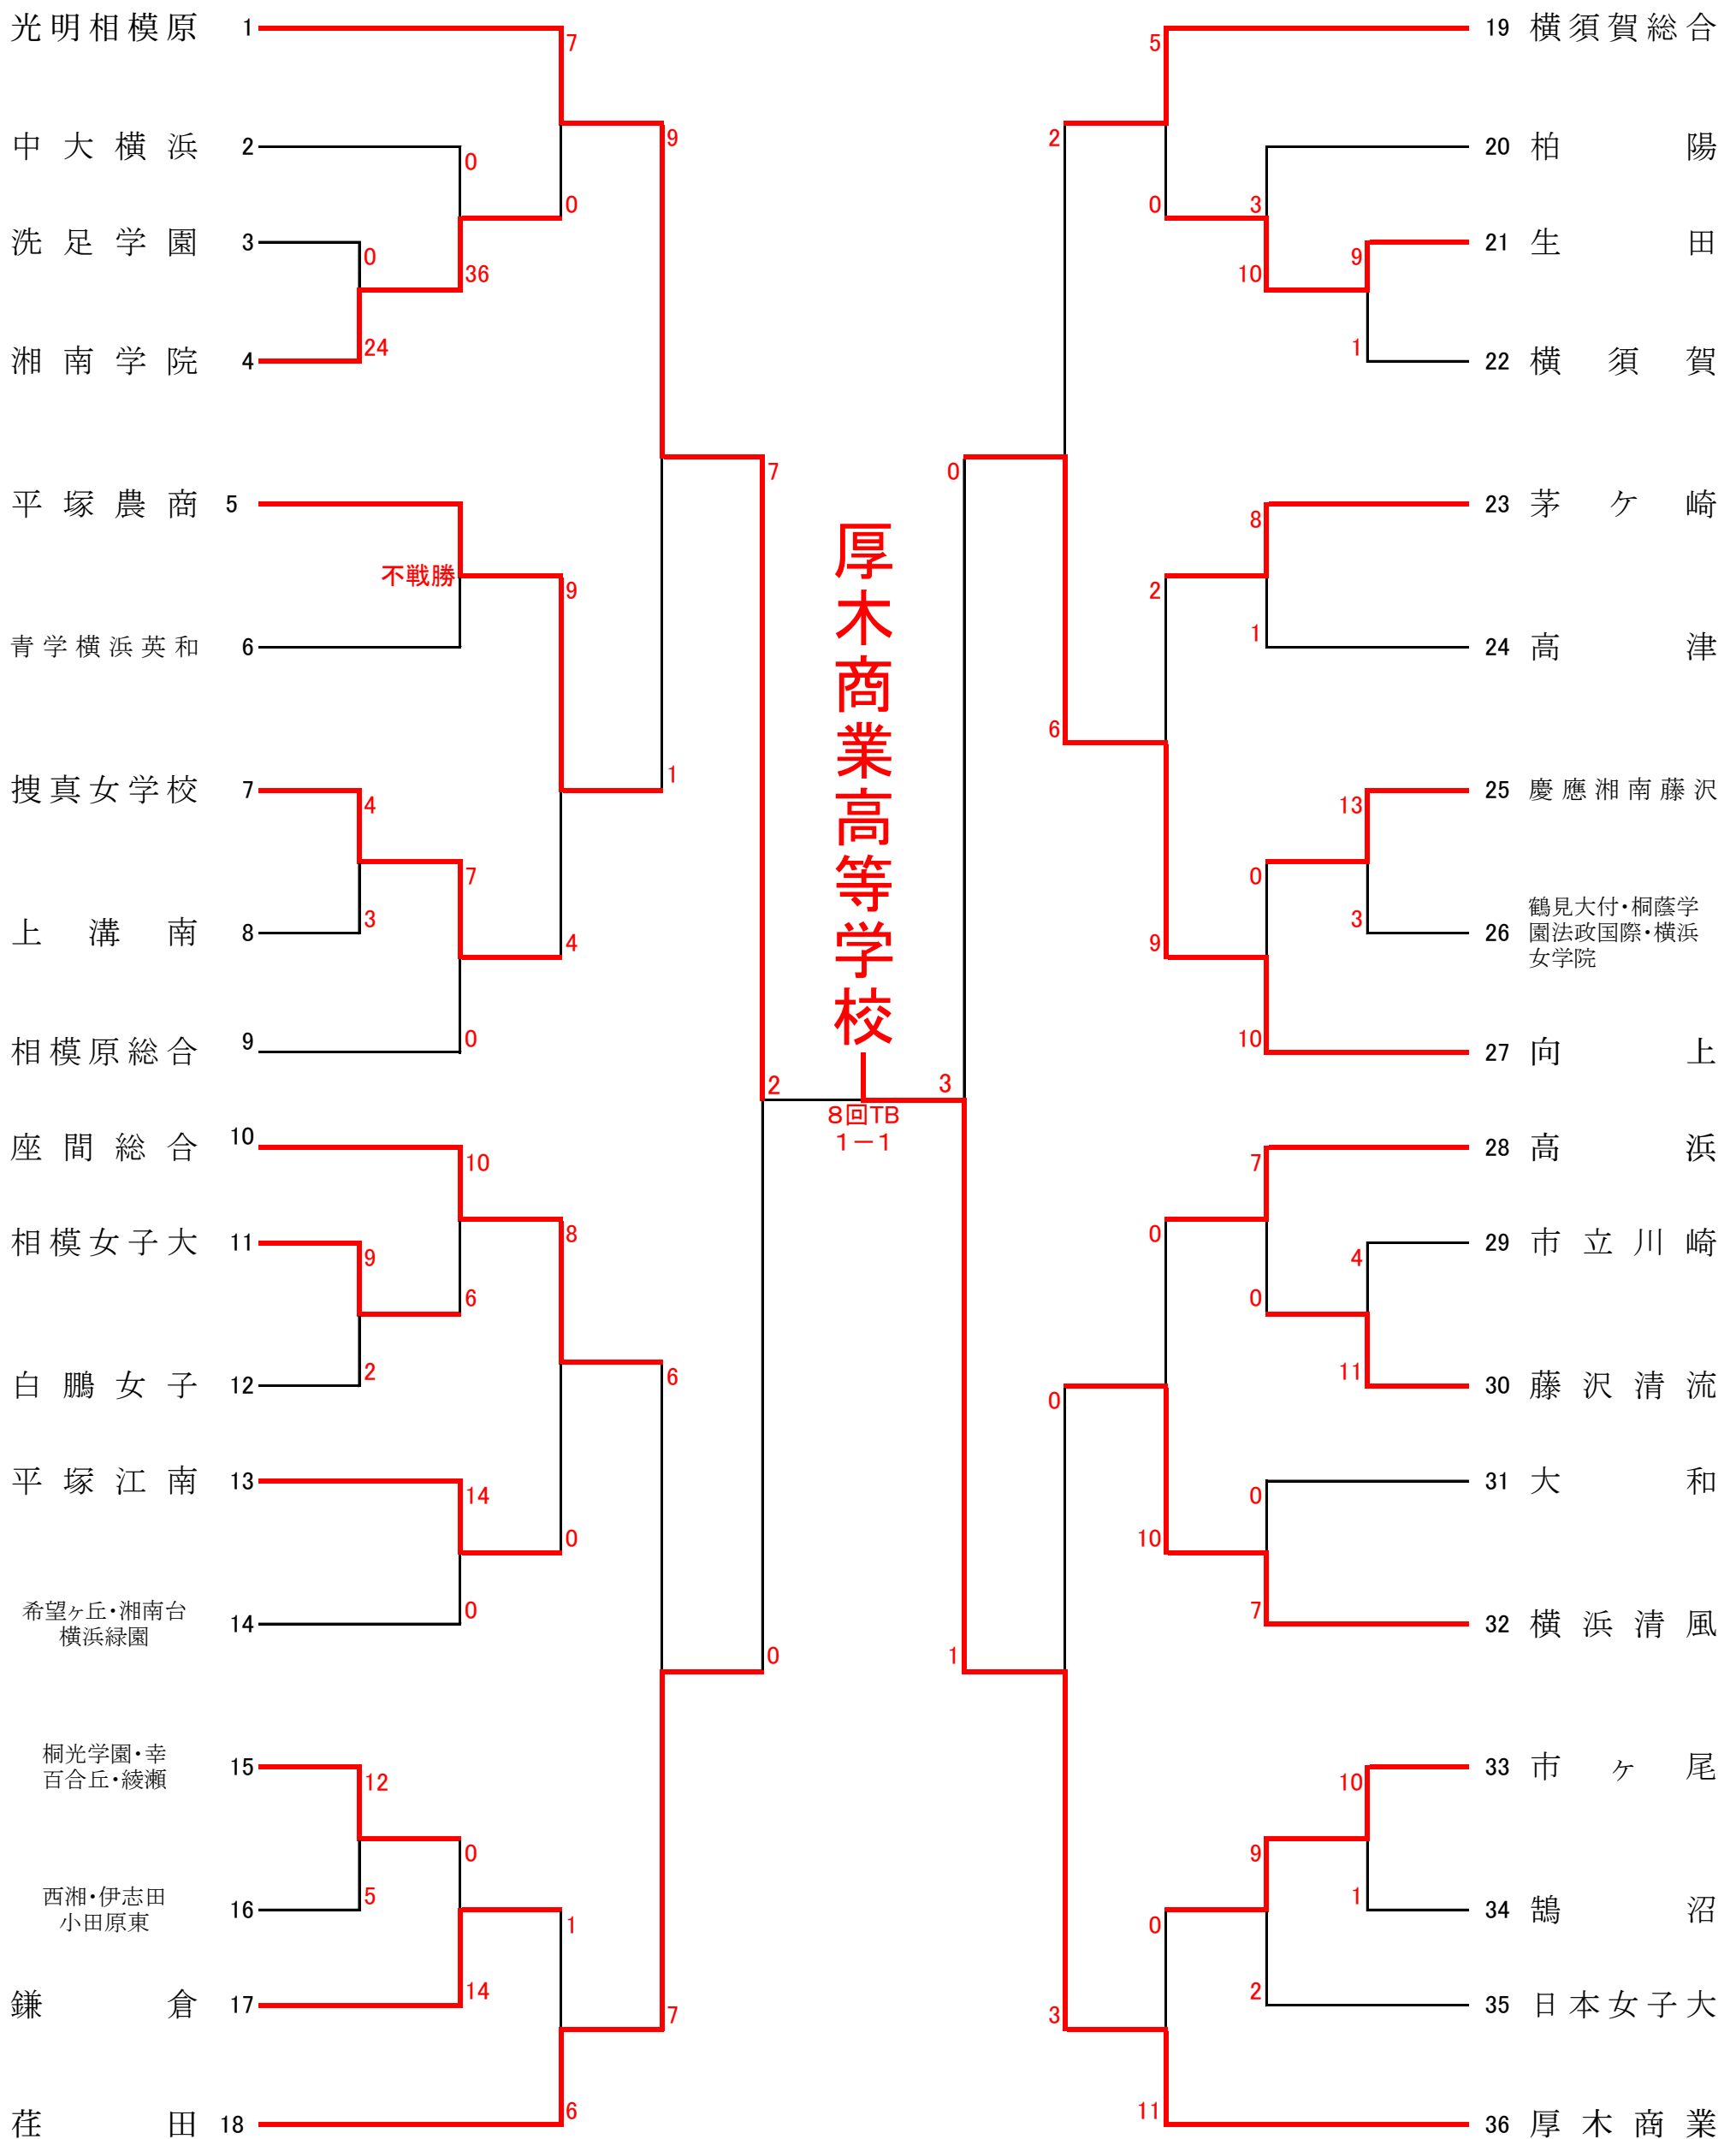 光明相模原 1
7
中大横浜 2
0
9
0
洗足学園 3
0
36
湘南学院 4
24
7
平塚農商 5
不戦勝
9
青学横浜英和 6
捜真女学校 7
4
1
7
上溝南 8
3
4
相模原総合 9
0
2
座間総合 10
10
相模女子大 11
9
8
6
白鵬女子 12
2
6
平塚江南 13
14
0
希望ヶ丘・湘南台
横浜緑園
14
0
0
桐光学園・幸
百合丘・綾瀬
15
12
0
西湘・伊志田
小田原東
16
5
1
鎌倉 17
14
7
荏田 18
6
厚木商業高等学校
3
8回TB
1－1
5
19 横須賀総合
2
20 柏陽
0
3
21 生田
9
10
22 横須賀
1
0
23 茅ケ崎
8
2
24 高津
1
6
25 慶應湘南藤沢
13
0
26
鶴見大付・桐蔭学
園法政国際・横浜
女学院
3
9
27 向上
10
28 高浜
7
0
29 市立川崎
4
0
30 藤沢清流
11
0
31 大和
0
10
32 横浜清風
7
1
33 市ヶ尾
10
9
34 鵠沼
1
0
35 日本女子大
2
3
36 厚木商業
11